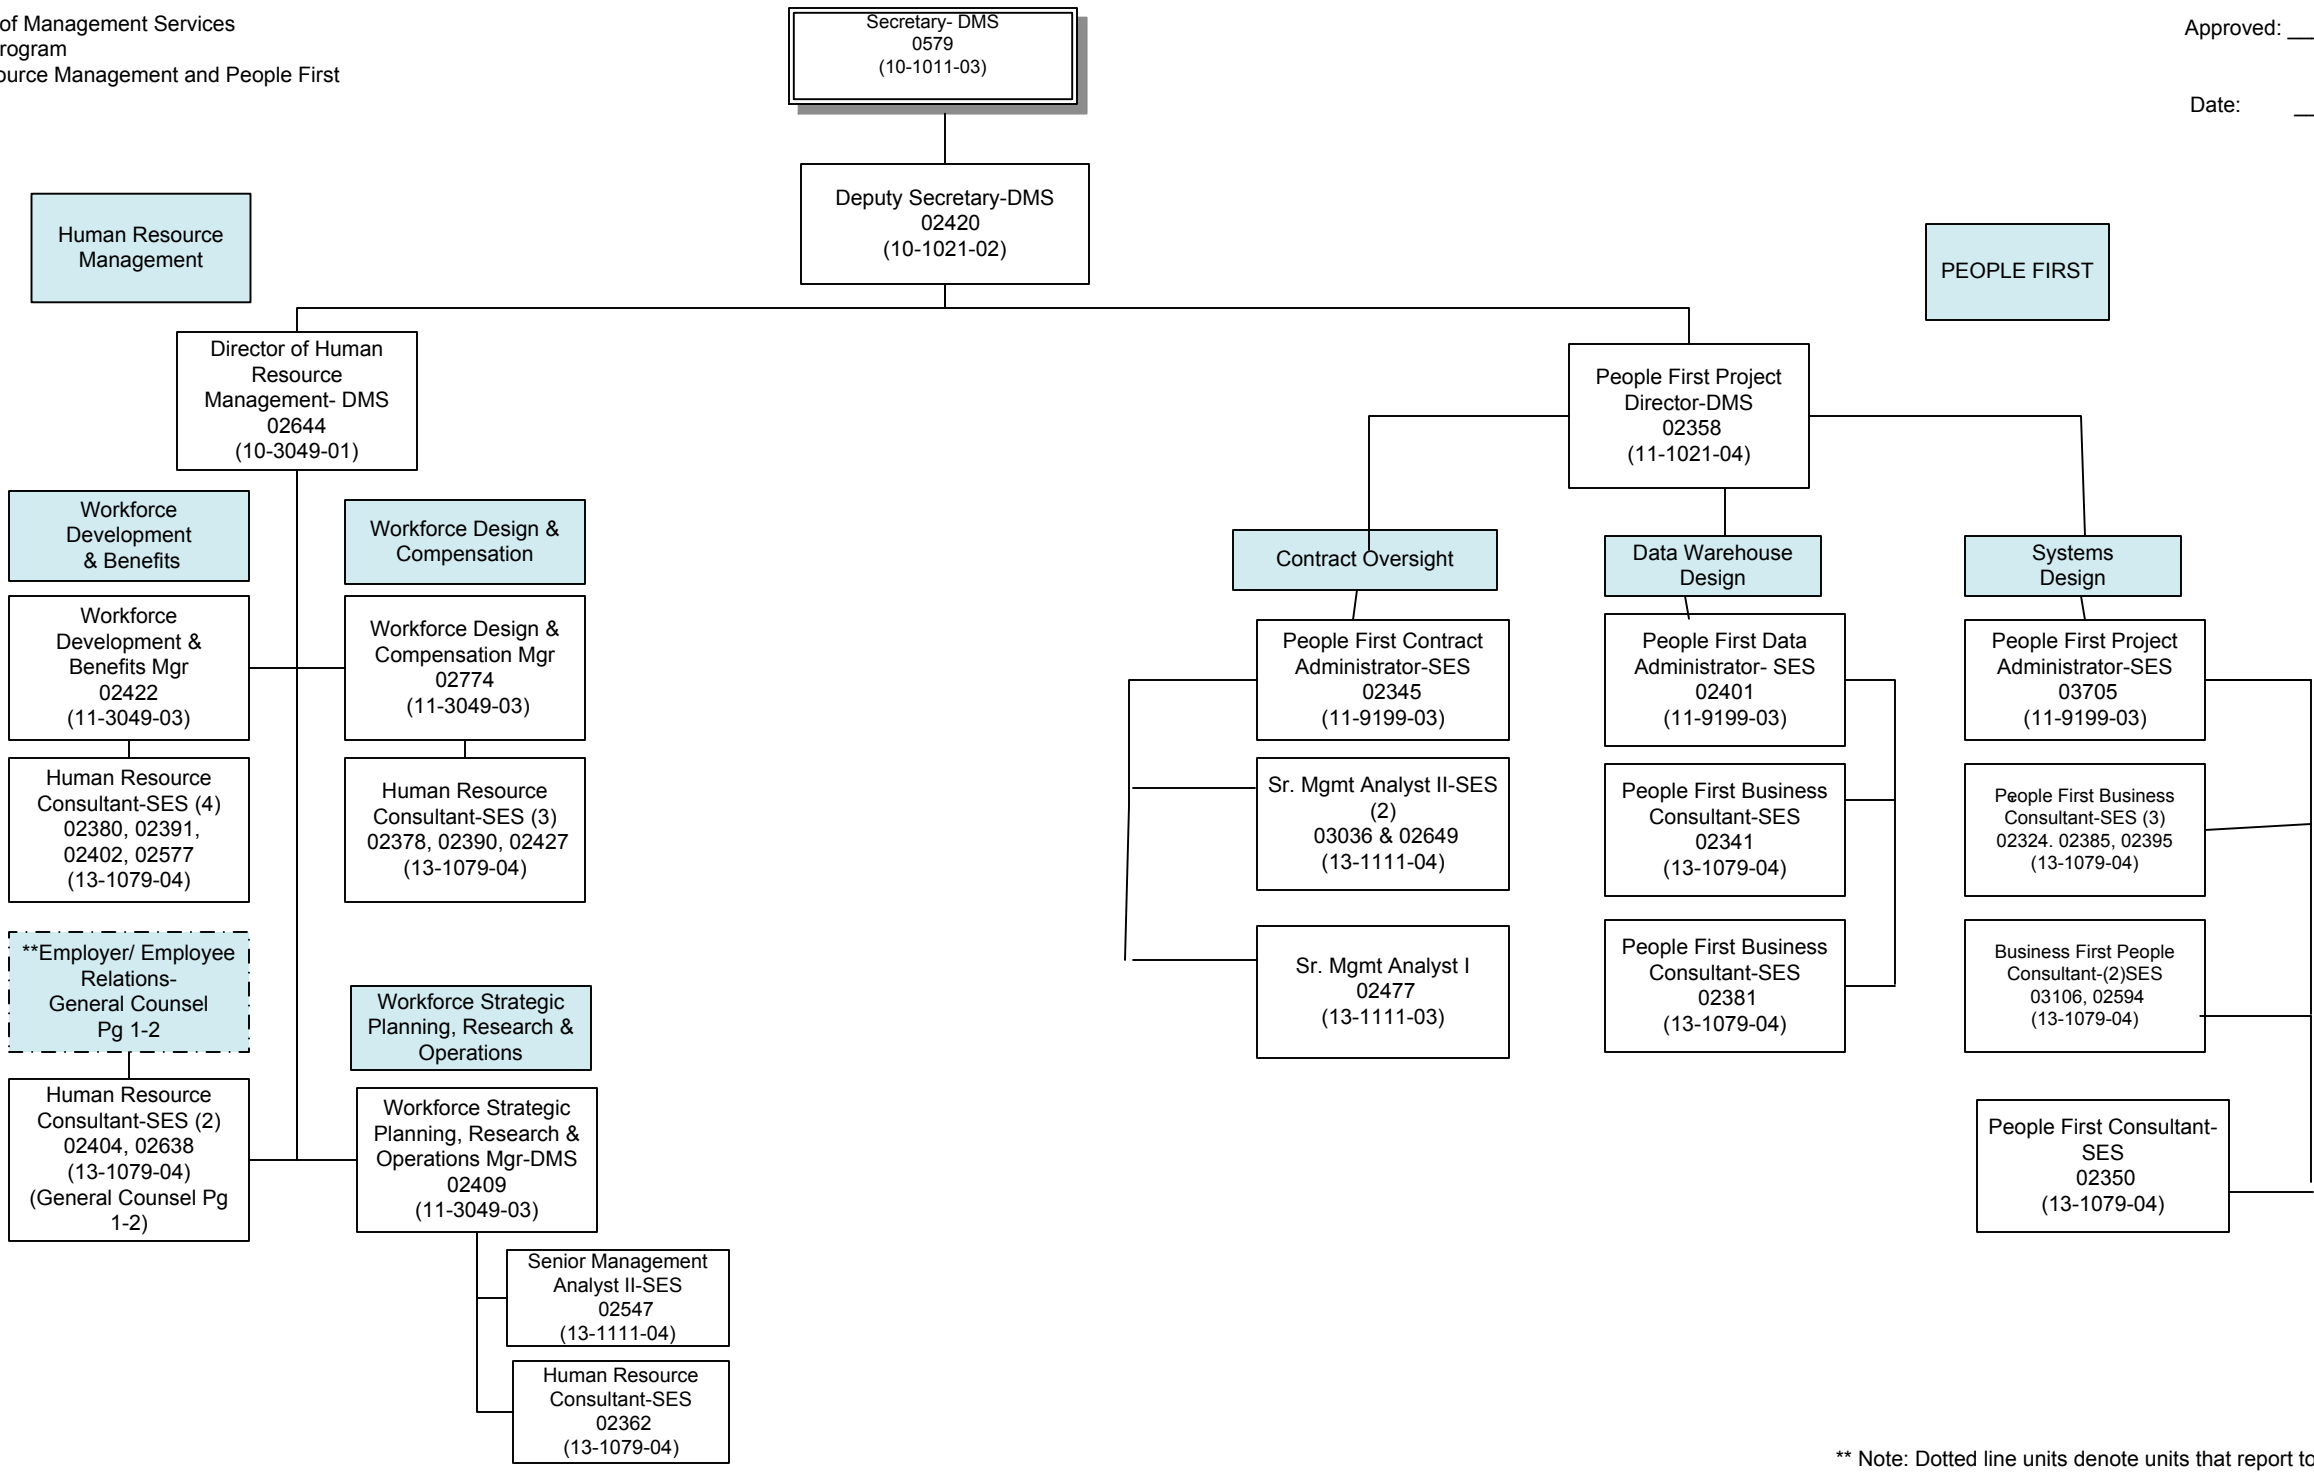 of Management Services
rogram
ource Management and People First
Secretary- DMS
0579
(10-1011-03)
Approved: __
Date: __
Deputy Secretary-DMS
02420
(10-1021-02)
Human Resource
Management
PEOPLE FIRST
Director of Human
Resource
Management- DMS
02644
(10-3049-01)
People First Project
Director-DMS
02358
(11-1021-04)
Workforce
Development
& Benefits
Workforce Design &
Compensation
Workforce
Development &
Benefits Mgr
02422
(11-3049-03)
Workforce Design &
Compensation Mgr
02774
(11-3049-03)
Human Resource
Consultant-SES (4)
02380, 02391,
02402, 02577
(13-1079-04)
Human Resource
Consultant-SES (3)
02378, 02390, 02427
(13-1079-04)
**Employer/ Employee
Relations-
General Counsel
Pg 1-2
Workforce Strategic
Planning, Research &
Operations
Human Resource
Consultant-SES (2)
02404, 02638
(13-1079-04)
(General Counsel Pg
1-2)
Workforce Strategic
Planning, Research &
Operations Mgr-DMS
02409
(11-3049-03)
Senior Management
Analyst II-SES
02547
(13-1111-04)
Human Resource
Consultant-SES
02362
(13-1079-04)
Contract Oversight
Data Warehouse
Design
Systems
Design
People First Contract
Administrator-SES
02345
(11-9199-03)
Sr. Mgmt Analyst II-SES
(2)
03036 & 02649
(13-1111-04)
Sr. Mgmt Analyst I
02477
(13-1111-03)
People First Data
Administrator- SES
02401
(11-9199-03)
People First Business
Consultant-SES
02341
(13-1079-04)
People First Business
Consultant-SES
02381
(13-1079-04)
People First Project
Administrator-SES
03705
(11-9199-03)
People First Business
Consultant-SES (3)
02324. 02385, 02395
(13-1079-04)
Business First People
Consultant-(2)SES
03106, 02594
(13-1079-04)
People First Consultant-
SES
02350
(13-1079-04)
** Note: Dotted line units denote units that report to